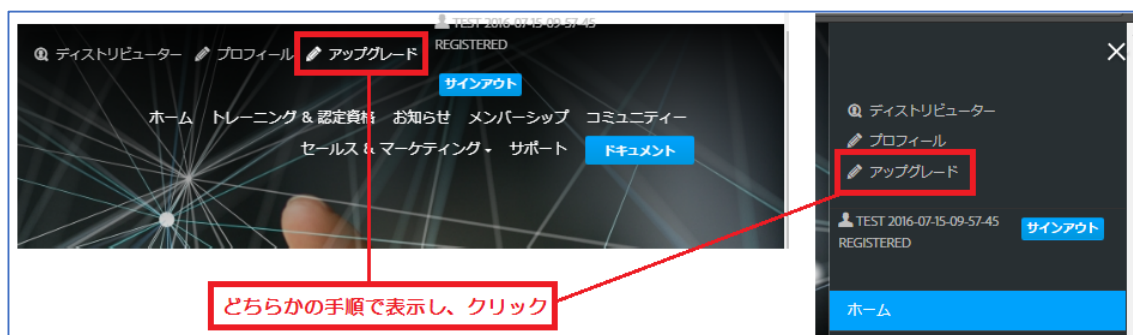 TEST 2016-07-15-09-57-45
ディストリビューター プロフィール アップグレード REGISTERED
サインアウト
ホーム トレーニング & 認定資格 お知らせ メンバーシップ コミュニティー
セールス & マーケティング サポート ドキュメント
どちらかの手順で表示し、クリック
ディストリビューター
プロフィール
アップグレード
TEST 2016-07-15-09-57-45 サインアウト
REGISTERED
ホーム